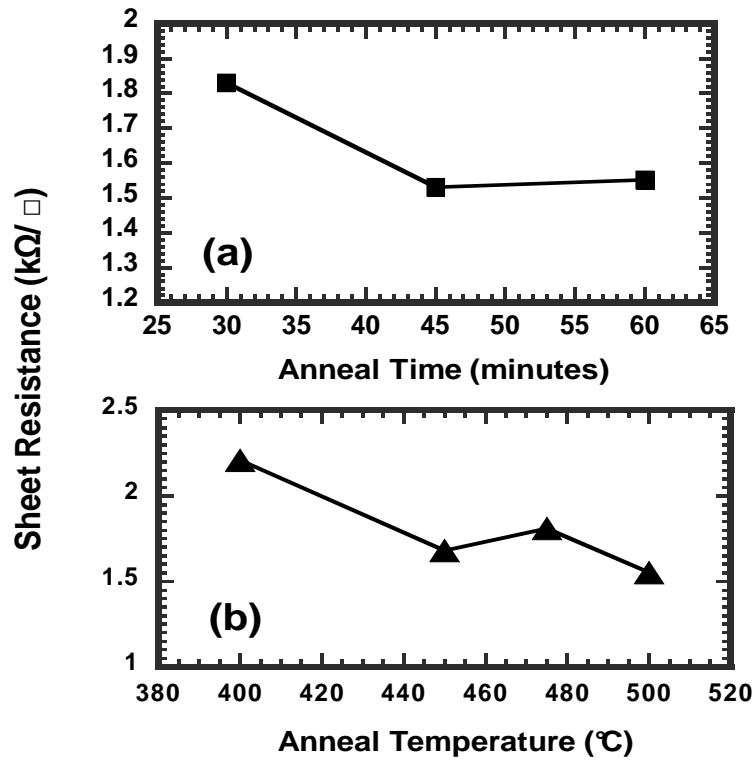 2
1.9
1.8
1.7
1.6
1.5
1.4
1.3
1.2
(a)
25 30 35 40 45 50 55 60 65
Anneal Time (minutes)
Sheet Resistance (kΩ/ □)
2.5
2
1.5
1
(b)
380 400 420 440 460 480 500 520
Anneal Temperature (°C)